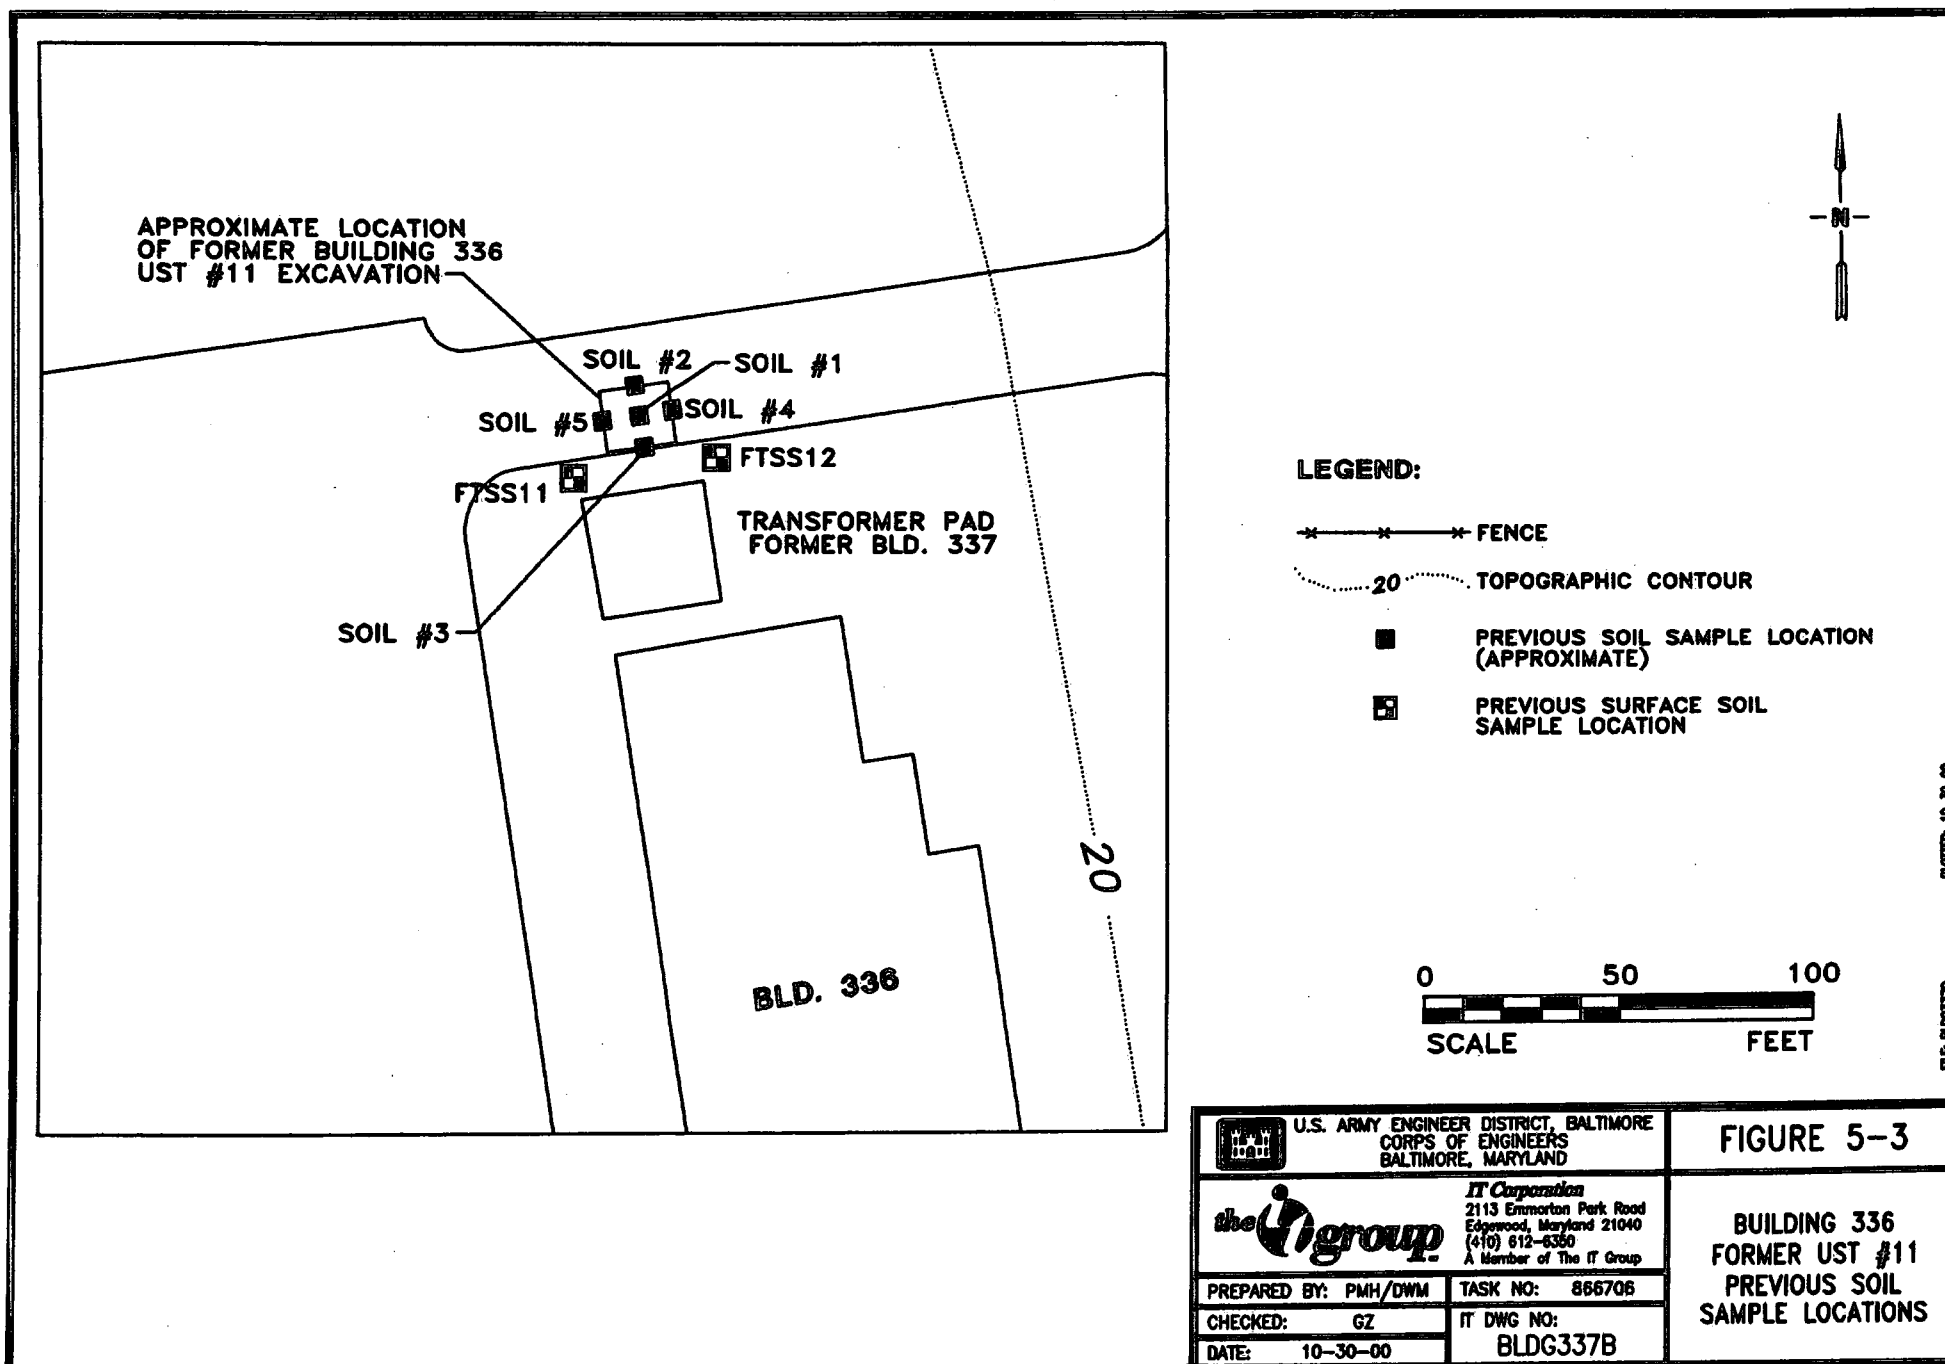 APPROXIMATE LOCATION
OF FORMER BUILDING 336
UST #11 EXCAVATION
SOIL #2
SOIL #1
SOIL #5
SOIL #4
FTSS12
FTSS11
TRANSFORMER PAD
FORMER BLD. 337
SOIL #3
20
BLD. 336
N
LEGEND:
FENCE
20 TOPOGRAPHIC CONTOUR
PREVIOUS SOIL SAMPLE LOCATION
(APPROXIMATE)
PREVIOUS SURFACE SOIL
SAMPLE LOCATION
0 50 100
SCALE FEET
U.S. ARMY ENGINEER DISTRICT, BALTIMORE
CORPS OF ENGINEERS
BALTIMORE, MARYLAND
FIGURE 5-3
the it group
IT Corporation
2113 Emmorton Park Road
Edgewood, Maryland 21040
(410) 612-6350
A Member of The IT Group
BUILDING 336
FORMER UST #11
PREVIOUS SOIL
SAMPLE LOCATIONS
PREPARED BY: PMH/DWM
TASK NO: 866706
CHECKED: GZ
IT DWG NO:
BLDG337B
DATE: 10-30-00